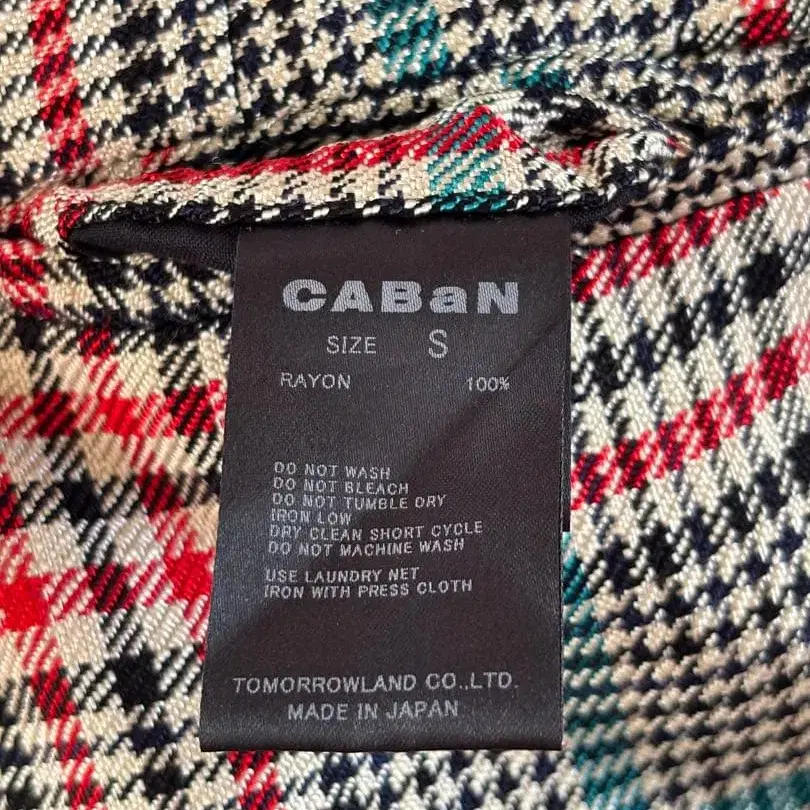 CABaN
SIZE S
RAYON 100%
DO NOT WASH
DO NOT BLEACH
DO NOT TUMBLE DRY
IRON LOW
DRY CLEAN SHORT CYCLE
DO NOT MACHINE WASH
USE LAUNDRY NET
IRON WITH PRESS CLOTH
TOMORROWLAND CO.,LTD.
MADE IN JAPAN